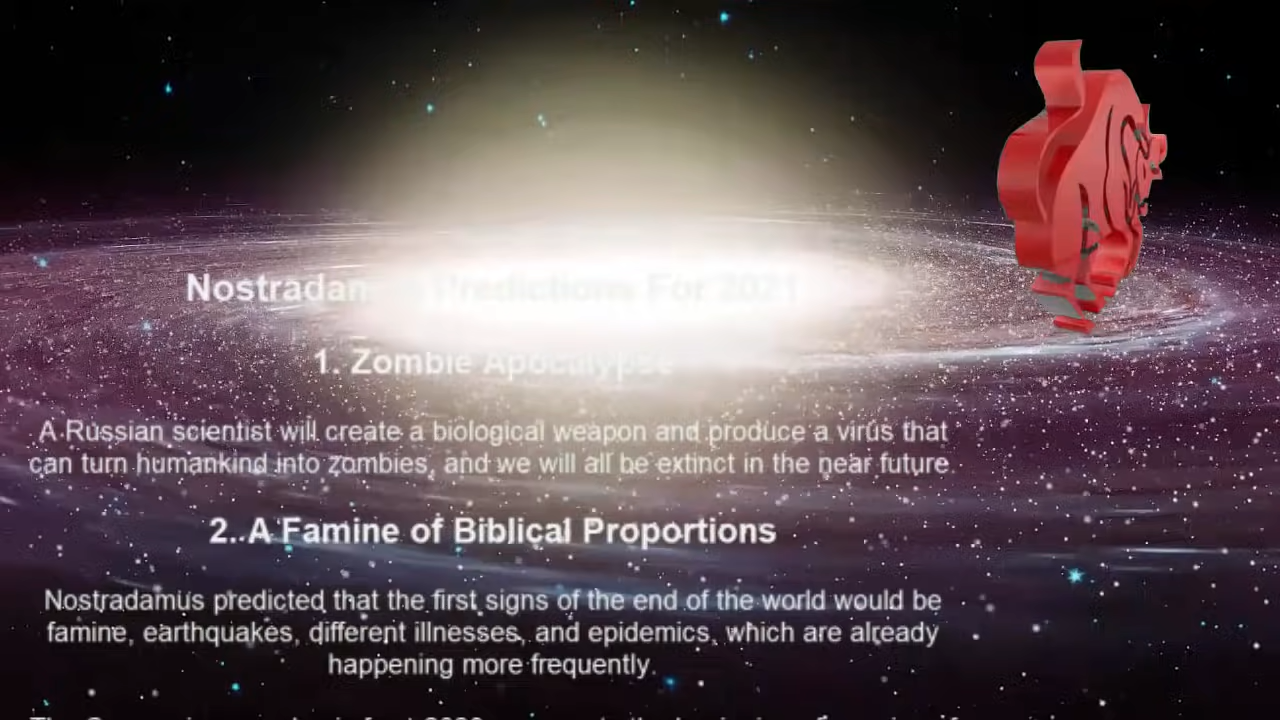 Nostradamus Predictions For 2021
1. Zombie Apocalypse
A Russian scientist will create a biological weapon and produce a virus that
can turn humankind into zombies, and we will all be extinct in the near future.
2. A Famine of Biblical Proportions
Nostradamus predicted that the first signs of the end of the world would be
famine, earthquakes, different illnesses, and epidemics, which are already
happening more frequently.